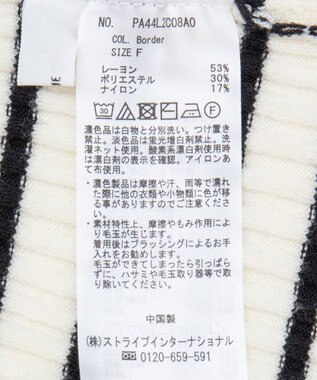 NO. PA44L2C08A0
COL. Border
SIZE F
レーヨン 53%
ポリエステル 30%
ナイロン 17%
濃色品は白物と分別洗い。つけ置き
禁止。淡色品は蛍光増白剤禁止。洗
濯ネット使用。酸素系漂白剤使用時
は漂白剤の表示を確認。アイロンあ
て布使用。
・濃色製品は摩擦や汗、雨等で濡れ
た際に他の衣類や小物類に色が移
る事がありますのでご注意くださ
い。
・素材特性上、摩擦やもみ作用により
毛玉が生じます。
着用後はブラッシングによるお手
入れをお勧めします。
毛玉ができてしまったら引っぱら
ずに、ハサミや毛玉取り器等で取
り除いてください。
中国製
(株)ストライプインターナショナル
0120-659-591